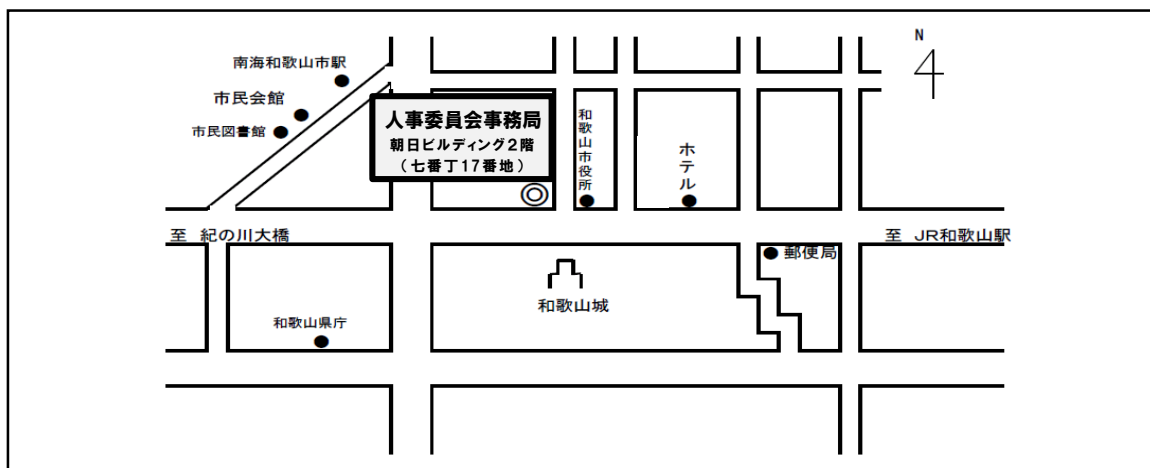 N
南海和歌山市駅
市民会館
市民図書館
人事委員会事務局
朝日ビルディング2階
(七番丁17番地)
和歌山市役所
ホテル
至 紀の川大橋
至 JR和歌山駅
郵便局
和歌山城
和歌山県庁